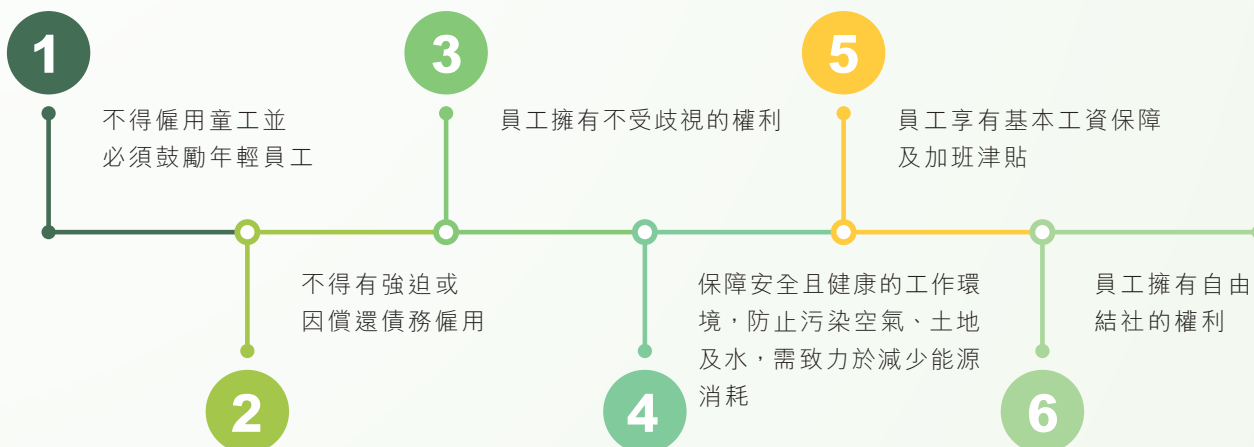 1
不得僱用童工並
必須鼓勵年輕員工
2
不得有強迫或
因償還債務僱用
3
員工擁有不受歧視的權利
4
保障安全且健康的工作環
境，防止污染空氣、土地
及水，需致力於減少能源
消耗
5
員工享有基本工資保障
及加班津貼
6
員工擁有自由
結社的權利